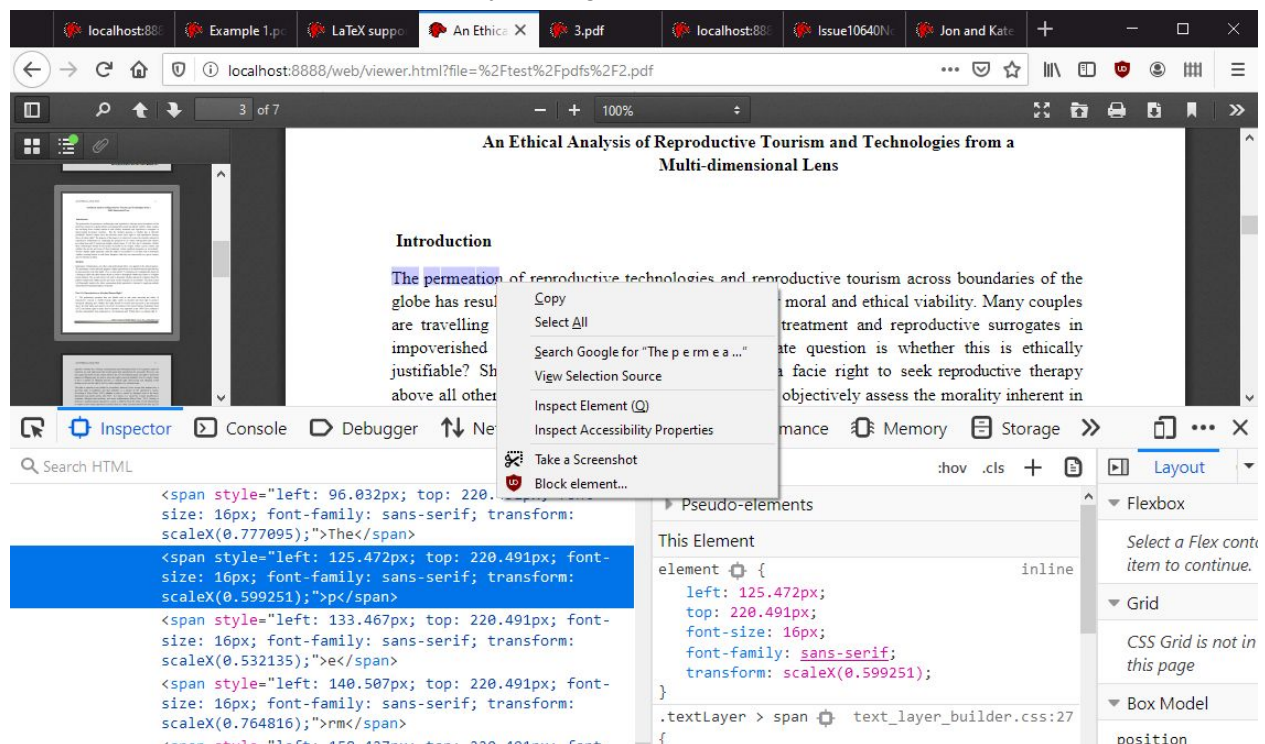 localhost:888
Example 1.pd
LaTeX suppo
An Ethica
3.pdf
localhost:888
Issue10640N
Jon and Kate
localhost:8888/web/viewer.html?file=%2Ftest%2Fpdfs%2F2.pdf
3 of 7
100%
An Ethical Analysis of Reproductive Tourism and Technologies from a
Multi-dimensional Lens
Introduction
The permeation of reproductive technologies and reproductive tourism across boundaries of the
globe has resul moral and ethical viability. Many couples
are travelling treatment and reproductive surrogates in
impoverished ate question is whether this is ethically
justifiable? Sh a facie right to seek reproductive therapy
above all other objectively assess the morality inherent in
Copy
Select All
Search Google for “The p e rm e a ...”
View Selection Source
Inspect Element (Q)
Inspect Accessibility Properties
Take a Screenshot
Block element...
Inspector
Console
Debugger
Ne
mance
Memory
Storage
Search HTML
:hov .cls
Layout
<span style="left: 96.032px; top: 220.
size: 16px; font-family: sans-serif; transform:
scaleX(0.777095);">The</span>
<span style="left: 125.472px; top: 220.491px; font-
size: 16px; font-family: sans-serif; transform:
scaleX(0.599251);">p</span>
<span style="left: 133.467px; top: 220.491px; font-
size: 16px; font-family: sans-serif; transform:
scaleX(0.532135);">e</span>
<span style="left: 140.507px; top: 220.491px; font-
size: 16px; font-family: sans-serif; transform:
scaleX(0.764816);">rm</span>
Pseudo-elements
This Element
element { inline
left: 125.472px;
top: 220.491px;
font-size: 16px;
font-family: sans-serif;
transform: scaleX(0.599251);
}
.textLayer > span text_layer_builder.css:27
{
Flexbox
Select a Flex conta
item to continue.
Grid
CSS Grid is not in
this page
Box Model
position